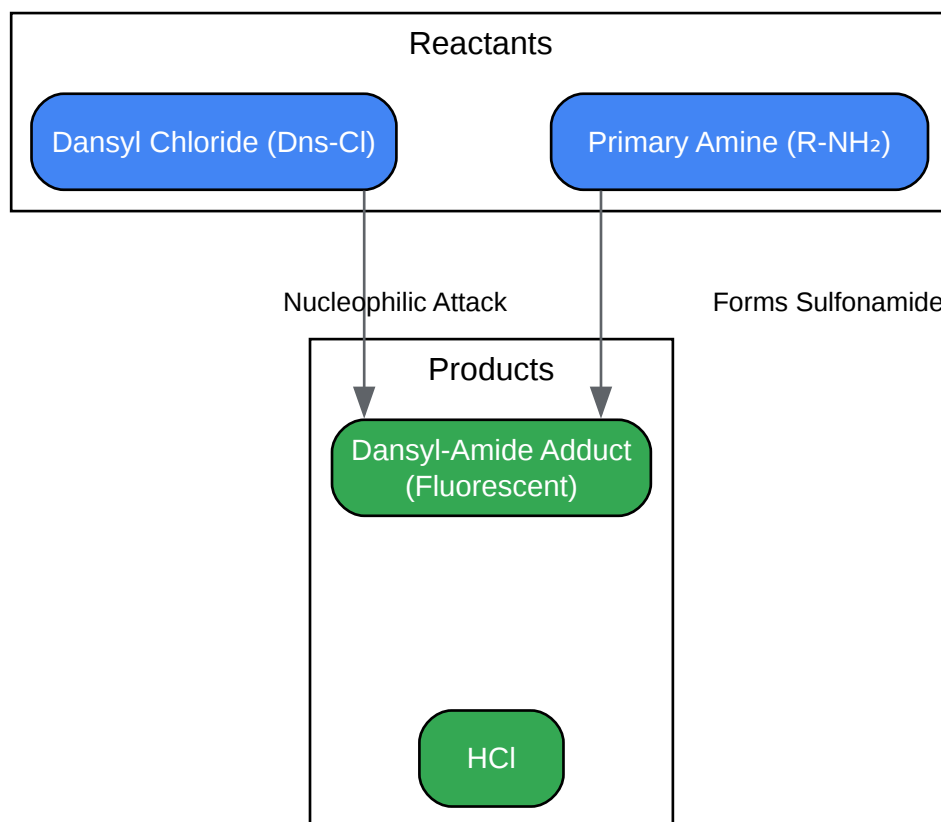 Reactants
Dansyl Chloride (Dns-Cl)
Primary Amine (R-NH₂)
Nucleophilic Attack
Forms Sulfonamide
Products
Dansyl-Amide Adduct
(Fluorescent)
HCl